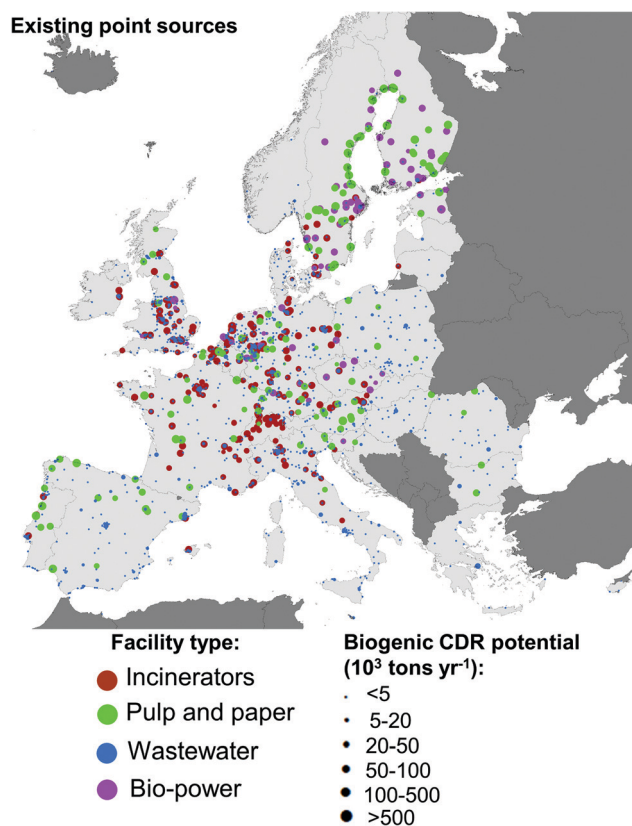 Existing point sources
Facility type:
Incinerators
Pulp and paper
Wastewater
Bio-power
Biogenic CDR potential
(10³ tons yr⁻¹):
<5
5-20
20-50
50-100
100-500
>500